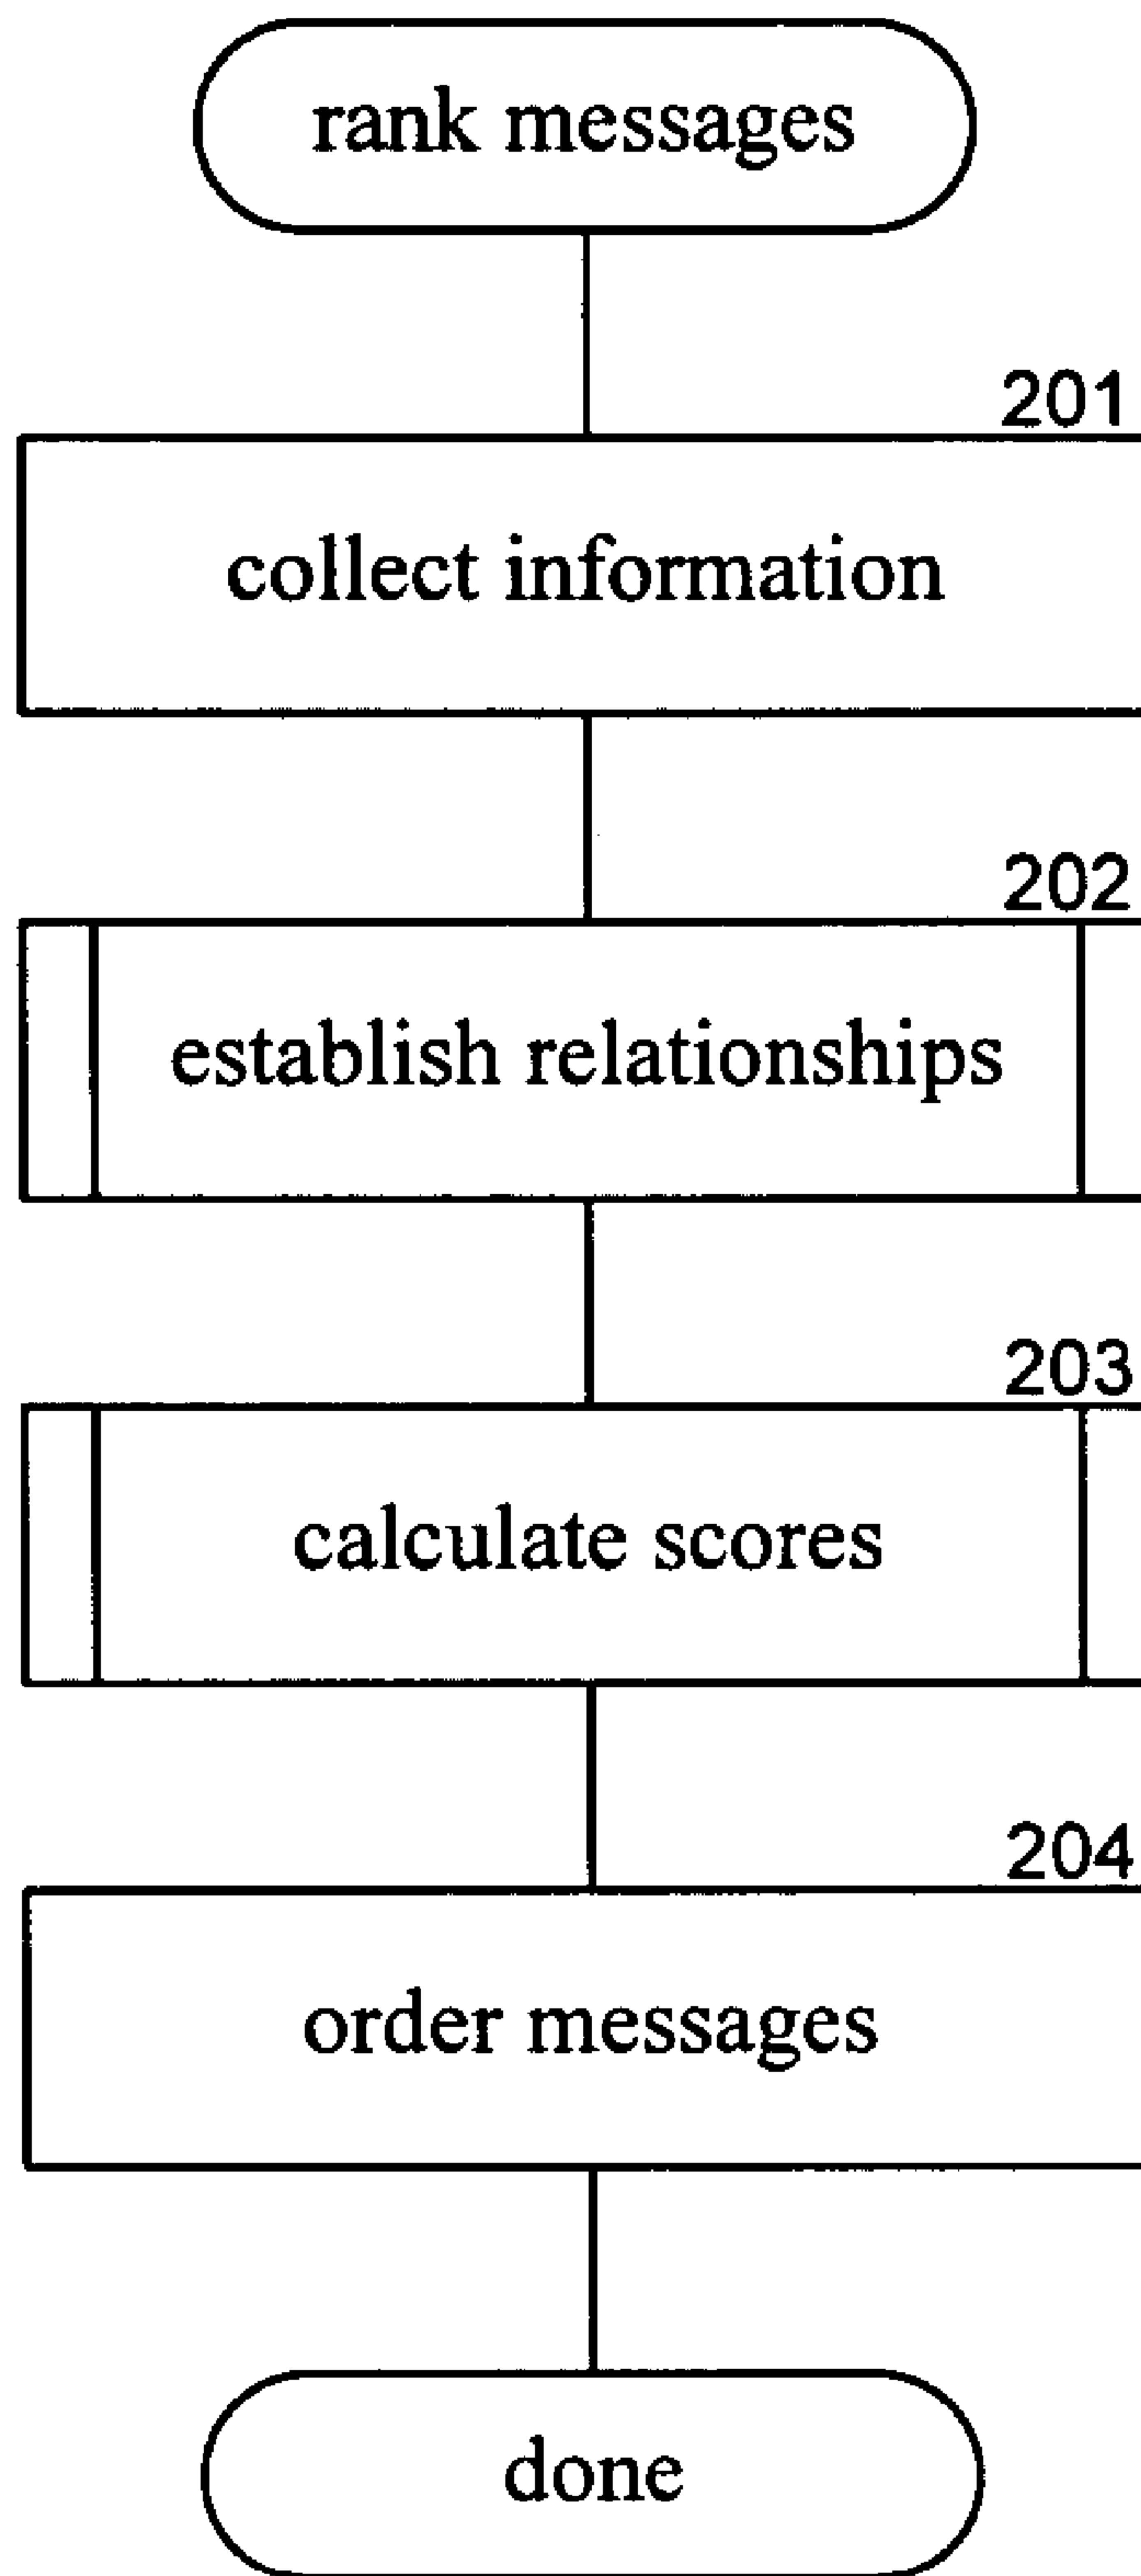 rank messages
201
collect information
202
establish relationships
203
calculate scores
204
order messages
done